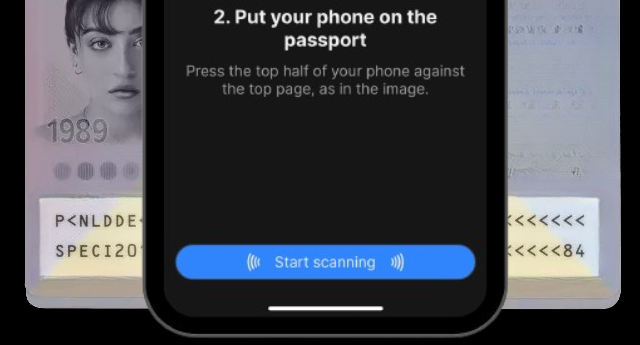 2. Put your phone on the
passport
Press the top half of your phone against
the top page, as in the image.
1989
P<NLDDE<
<<<<<<<
SPECI20
<<<<<84
Start scanning